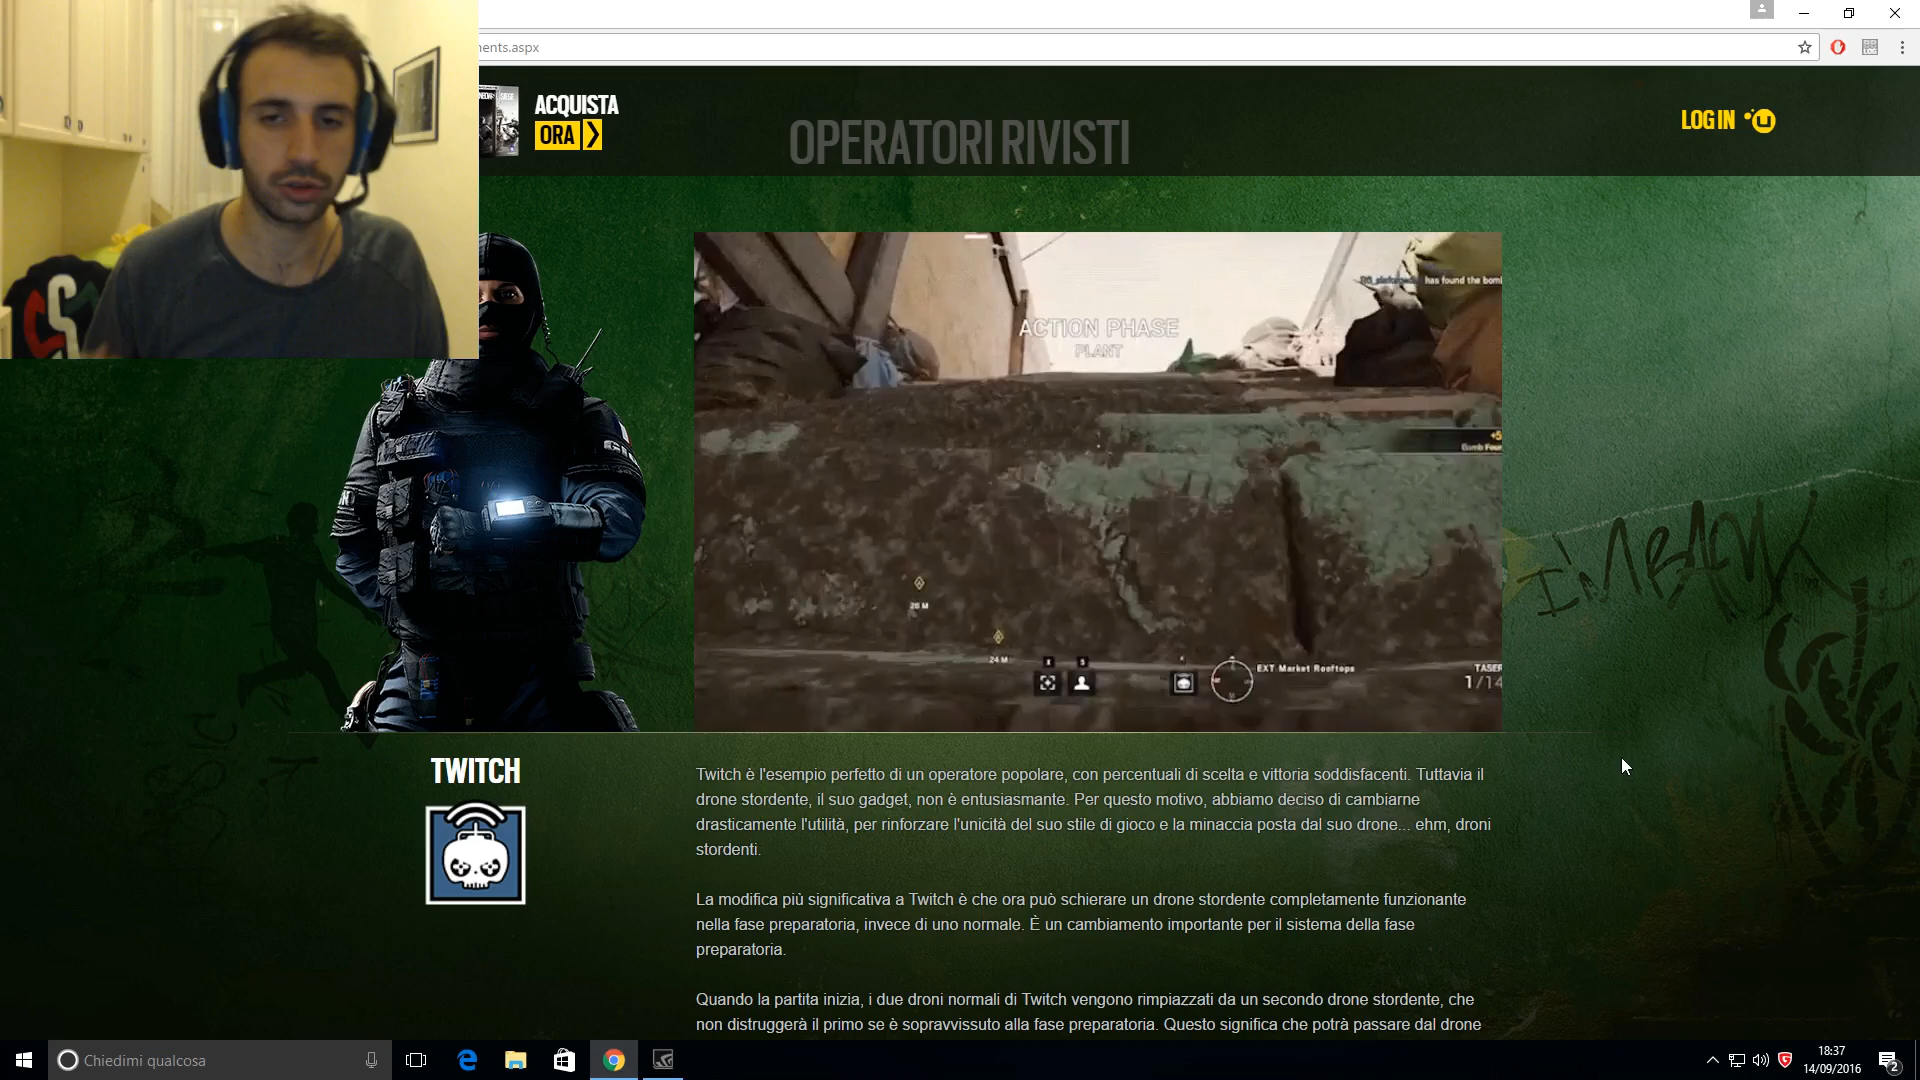 ents.aspx
ACQUISTA
ORA
OPERATORI RIVISTI
LOG IN
has found the bomb
ACTION PHASE
PLANT
+5
Bomb Foun
28 M
24 M
EXT Market Rooftops
TASER
1/14
I'M BACK
TWITCH
Twitch è l'esempio perfetto di un operatore popolare, con percentuali di scelta e vittoria soddisfacenti. Tuttavia il
drone stordente, il suo gadget, non è entusiasmante. Per questo motivo, abbiamo deciso di cambiarne
drasticamente l'utilità, per rinforzare l'unicità del suo stile di gioco e la minaccia posta dal suo drone... ehm, droni
stordenti.
La modifica più significativa a Twitch è che ora può schierare un drone stordente completamente funzionante
nella fase preparatoria, invece di uno normale. È un cambiamento importante per il sistema della fase
preparatoria.
Quando la partita inizia, i due droni normali di Twitch vengono rimpiazzati da un secondo drone stordente, che
non distruggerà il primo se è sopravvissuto alla fase preparatoria. Questo significa che potrà passare dal drone
Chiedimi qualcosa
18:37
14/09/2016
2